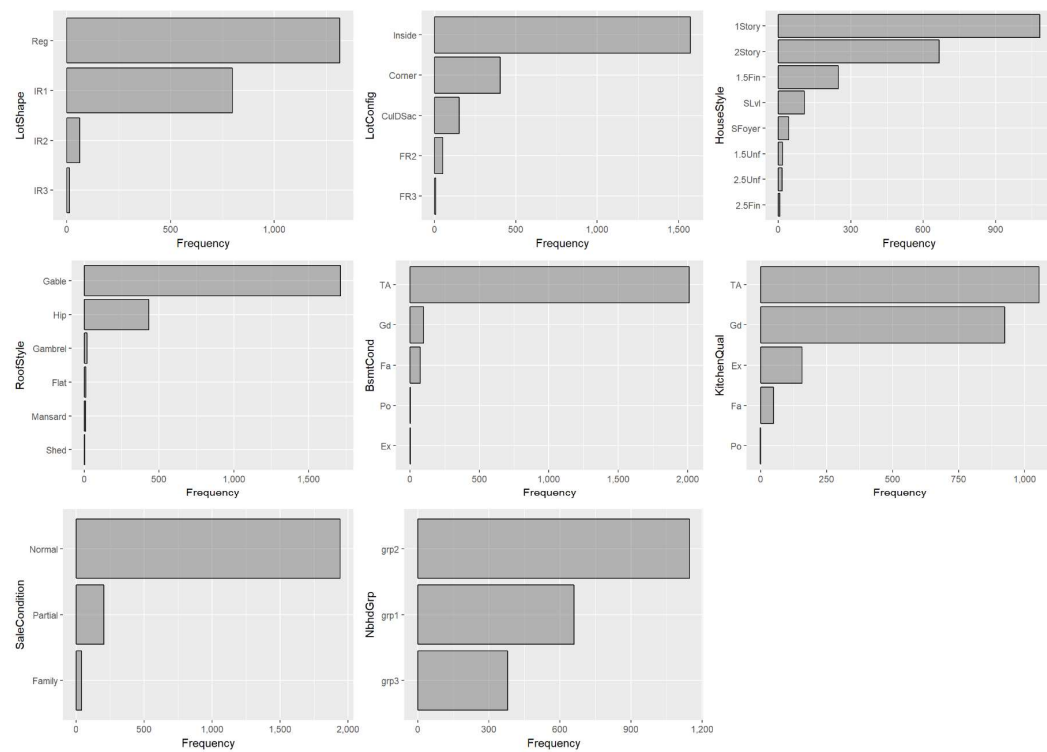 LotShape
Reg
IR1
IR2
IR3
0 500 1,000
Frequency
LotConfig
Inside
Corner
CulDSac
FR2
FR3
0 500 1,000 1,500
Frequency
HouseStyle
1Story
2Story
1.5Fin
SLvl
SFoyer
1.5Unf
2.5Unf
2.5Fin
0 300 600 900
Frequency
RoofStyle
Gable
Hip
Gambrel
Flat
Mansard
Shed
0 500 1,000 1,500
Frequency
BsmtCond
TA
Gd
Fa
Po
Ex
0 500 1,000 1,500 2,000
Frequency
KitchenQual
TA
Gd
Ex
Fa
Po
0 250 500 750 1,000
Frequency
SaleCondition
Normal
Partial
Family
0 500 1,000 1,500 2,000
Frequency
NbhdGrp
grp2
grp1
grp3
0 300 600 900 1,200
Frequency